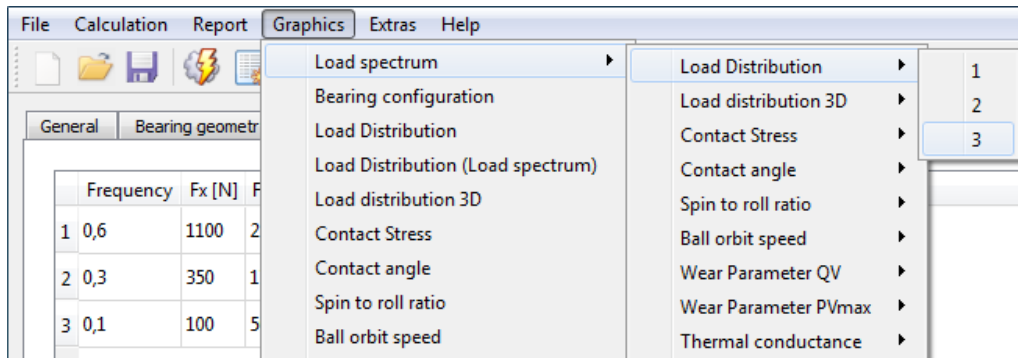 File Calculation Report Graphics Extras Help
Load spectrum
Bearing configuration
Load Distribution
Load Distribution (Load spectrum)
Load distribution 3D
Contact Stress
Contact angle
Spin to roll ratio
Ball orbit speed
Load Distribution
Load distribution 3D
Contact Stress
Contact angle
Spin to roll ratio
Ball orbit speed
Wear Parameter QV
Wear Parameter PVmax
Thermal conductance
1
2
3
General Bearing geometr
Frequency Fx [N] F
1 0,6 1100 2
2 0,3 350 1
3 0,1 100 5